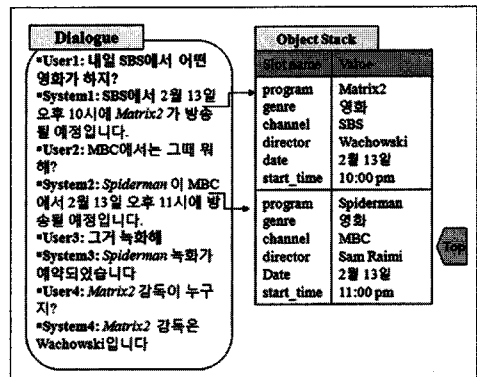 Dialogue
▪User1: 내일 SBS에서 어떤
영화가 하지?
▪System1: SBS에서 2월 13일
오후 10시에 Matrix2 가 방송
될 예정입니다.
▪User2: MBC에서는 그때 뭐
해?
▪System2: Spiderman 이 MBC
에서 2월 13일 오후 11시에 방
송될 예정입니다.
▪User3: 그거 녹화해
▪System3: Spiderman 녹화가
예약되었습니다
▪User4: Matrix2 감독이 누구
지?
▪System4: Matrix2 감독은
Wachowski입니다
Object Stack
Slot name Value
program Matrix2
genre 영화
channel SBS
director Wachowski
date 2월 13일
start_time 10:00 pm
program Spiderman
genre 영화
channel MBC
director Sam Raimi
Date 2월 13일
start_time 11:00 pm
Top